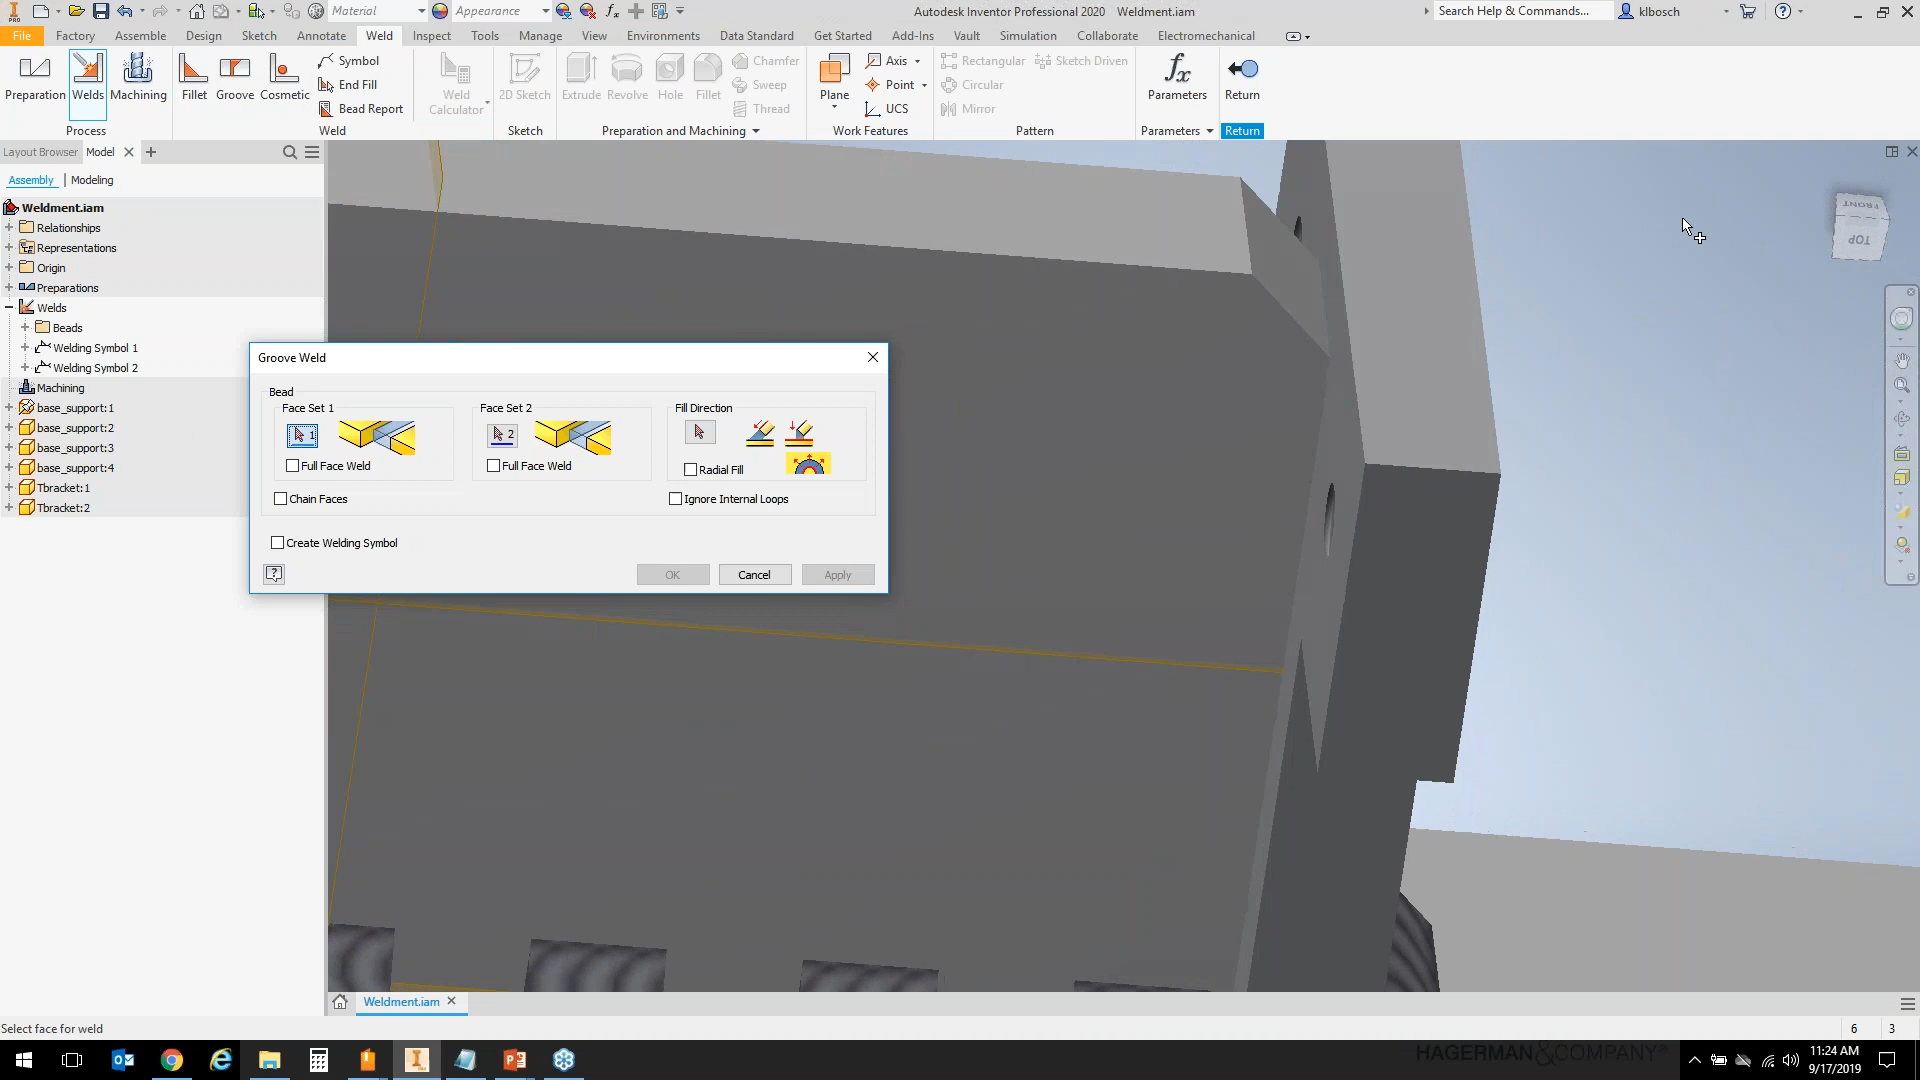 Material
Appearance
Autodesk Inventor Professional 2020 Weldment.iam
Search Help & Commands...
klbosch
File Factory Assemble Design Sketch Annotate Weld Inspect Tools Manage View Environments Data Standard Get Started Add-Ins Vault Simulation Collaborate Electromechanical
Preparation Welds Machining
Fillet Groove Cosmetic
Symbol
End Fill
Bead Report
Weld Calculator
2D Sketch
Extrude Revolve Hole Fillet
Chamfer
Sweep
Thread
Plane
Axis
Point
UCS
Rectangular Sketch Driven
Circular
Mirror
fx
Parameters
Return
Process Weld Sketch Preparation and Machining Work Features Pattern Parameters Return
Layout Browser Model
Assembly Modeling
Weldment.iam
Relationships
Representations
Origin
Preparations
Welds
Beads
Welding Symbol 1
Welding Symbol 2
Machining
base_support:1
base_support:2
base_support:3
base_support:4
Tbracket:1
Tbracket:2
Groove Weld
Bead
Face Set 1 Face Set 2 Fill Direction
1 2
Full Face Weld Full Face Weld Radial Fill
Chain Faces Ignore Internal Loops
Create Welding Symbol
OK Cancel Apply
FRONT
TOP
Weldment.iam
Select face for weld
6 3
HAGERMAN&COMPANY
11:24 AM
9/17/2019